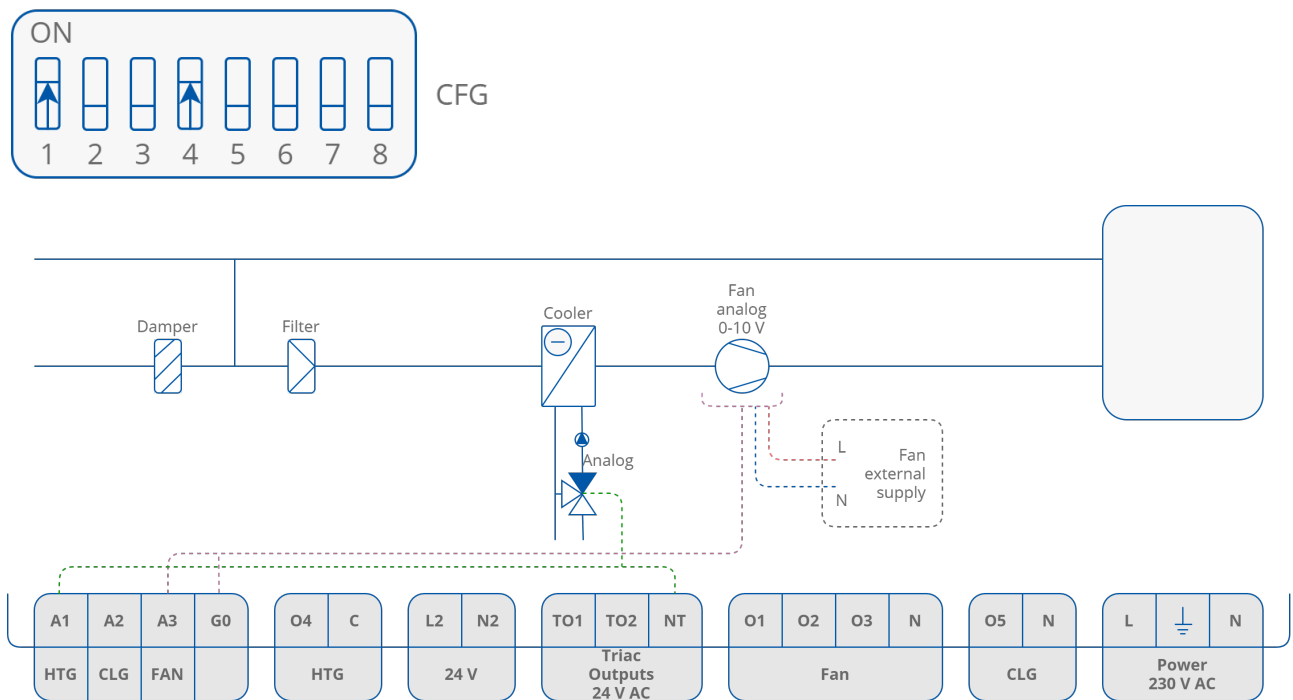 ON
1 2 3 4 5 6 7 8
CFG
Damper
Filter
Cooler
Fan
analog
0-10 V
Analog
L
N
Fan
external
supply
A1 A2 A3 G0
HTG CLG FAN
O4 C
HTG
L2 N2
24 V
TO1 TO2 NT
Triac
Outputs
24 V AC
O1 O2 O3 N
Fan
O5 N
CLG
L N
Power
230 V AC